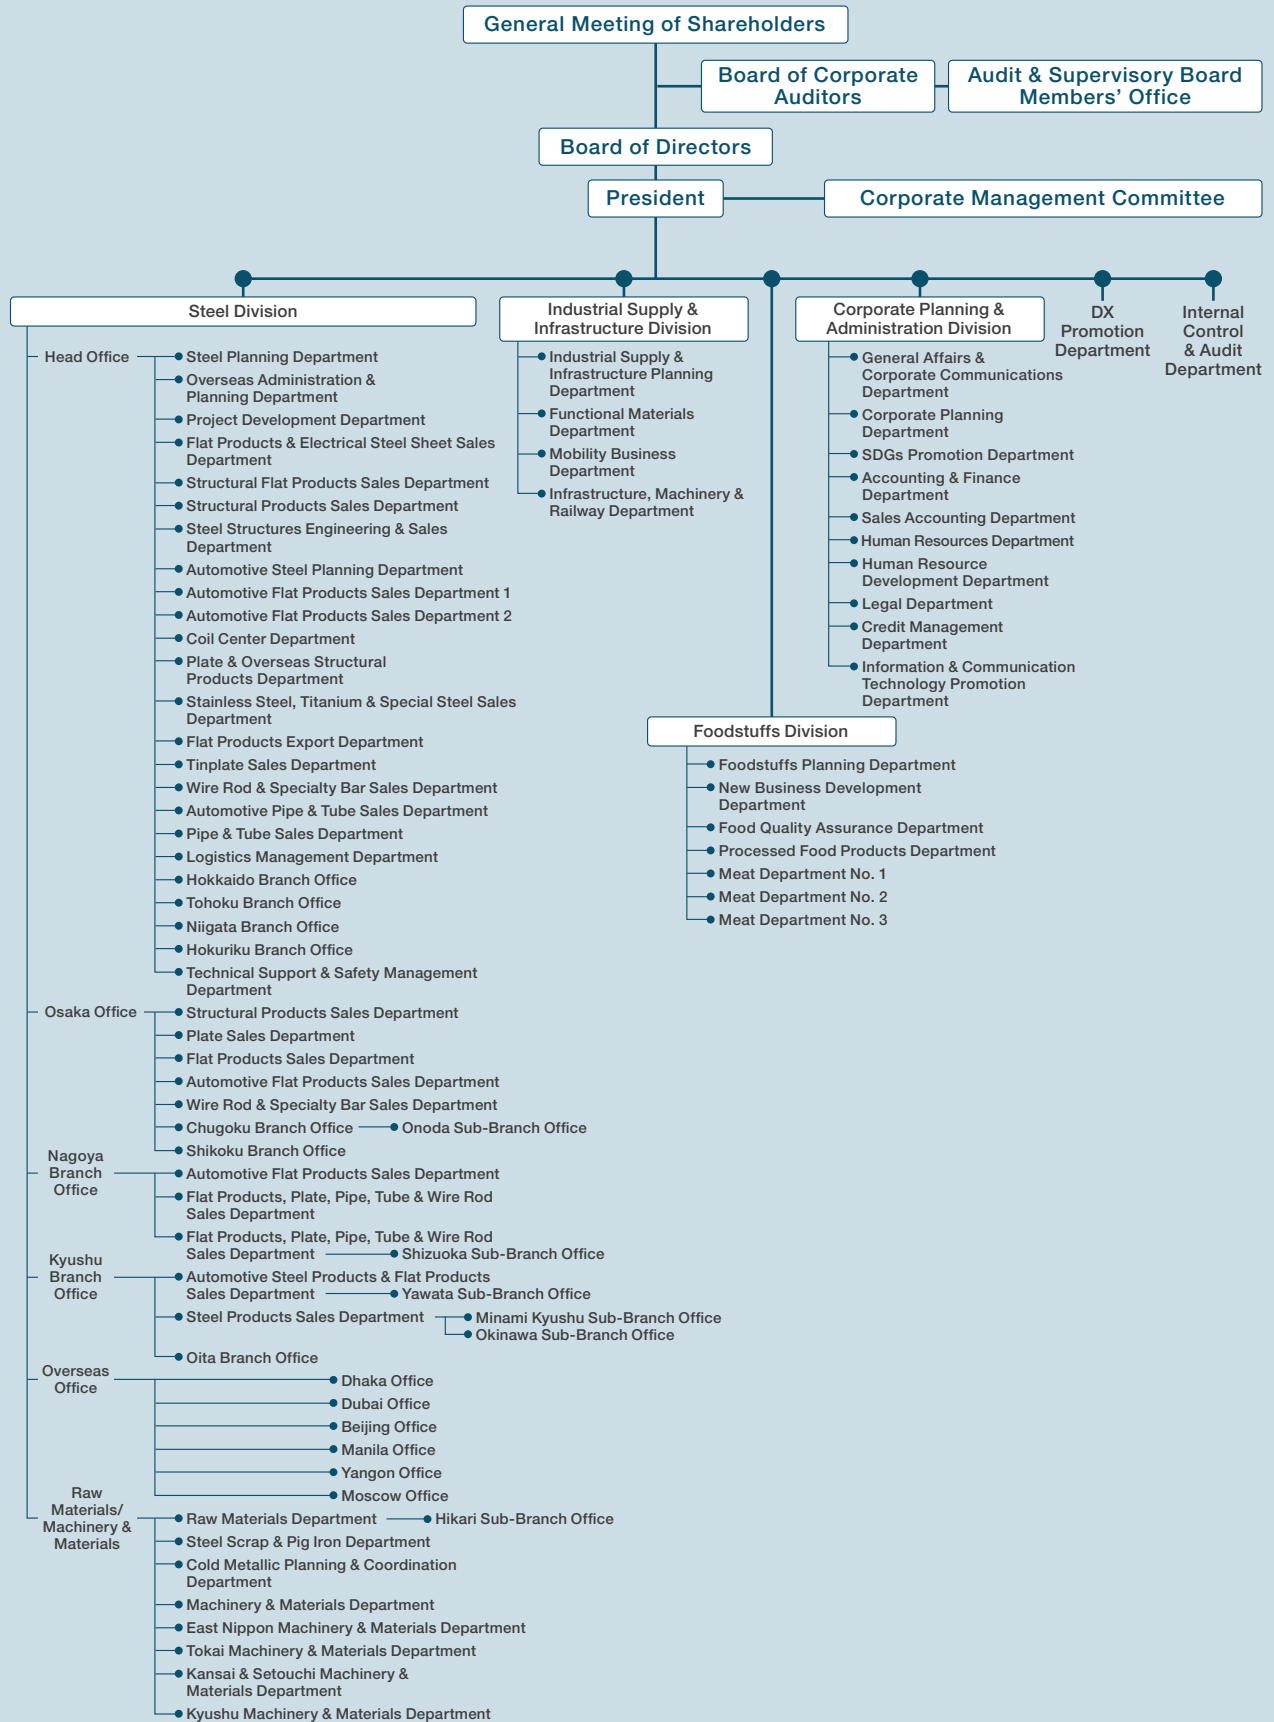 General Meeting of Shareholders
Board of Corporate
Auditors
Audit & Supervisory Board
Members’ Office
Board of Directors
President
Corporate Management Committee
Steel Division
Head Office
Steel Planning Department
Overseas Administration &
Planning Department
Project Development Department
Flat Products & Electrical Steel Sheet Sales
Department
Structural Flat Products Sales Department
Structural Products Sales Department
Steel Structures Engineering & Sales
Department
Automotive Steel Planning Department
Automotive Flat Products Sales Department 1
Automotive Flat Products Sales Department 2
Coil Center Department
Plate & Overseas Structural
Products Department
Stainless Steel, Titanium & Special Steel Sales
Department
Flat Products Export Department
Tinplate Sales Department
Wire Rod & Specialty Bar Sales Department
Automotive Pipe & Tube Sales Department
Pipe & Tube Sales Department
Logistics Management Department
Hokkaido Branch Office
Tohoku Branch Office
Niigata Branch Office
Hokuriku Branch Office
Technical Support & Safety Management
Department
Osaka Office
Structural Products Sales Department
Plate Sales Department
Flat Products Sales Department
Automotive Flat Products Sales Department
Wire Rod & Specialty Bar Sales Department
Chugoku Branch Office
Onoda Sub-Branch Office
Shikoku Branch Office
Nagoya
Branch
Office
Automotive Flat Products Sales Department
Flat Products, Plate, Pipe, Tube & Wire Rod
Sales Department
Flat Products, Plate, Pipe, Tube & Wire Rod
Sales Department
Shizuoka Sub-Branch Office
Kyushu
Branch
Office
Automotive Steel Products & Flat Products
Sales Department
Yawata Sub-Branch Office
Steel Products Sales Department
Minami Kyushu Sub-Branch Office
Okinawa Sub-Branch Office
Oita Branch Office
Overseas
Office
Dhaka Office
Dubai Office
Beijing Office
Manila Office
Yangon Office
Moscow Office
Raw
Materials/
Machinery &
Materials
Raw Materials Department
Hikari Sub-Branch Office
Steel Scrap & Pig Iron Department
Cold Metallic Planning & Coordination
Department
Machinery & Materials Department
East Nippon Machinery & Materials Department
Tokai Machinery & Materials Department
Kansai & Setouchi Machinery &
Materials Department
Kyushu Machinery & Materials Department
Industrial Supply &
Infrastructure Division
Industrial Supply &
Infrastructure Planning
Department
Functional Materials
Department
Mobility Business
Department
Infrastructure, Machinery &
Railway Department
Foodstuffs Division
Foodstuffs Planning Department
New Business Development
Department
Food Quality Assurance Department
Processed Food Products Department
Meat Department No. 1
Meat Department No. 2
Meat Department No. 3
Corporate Planning &
Administration Division
General Affairs &
Corporate Communications
Department
Corporate Planning
Department
SDGs Promotion Department
Accounting & Finance
Department
Sales Accounting Department
Human Resources Department
Human Resource
Development Department
Legal Department
Credit Management
Department
Information & Communication
Technology Promotion
Department
DX
Promotion
Department
Internal
Control
& Audit
Department